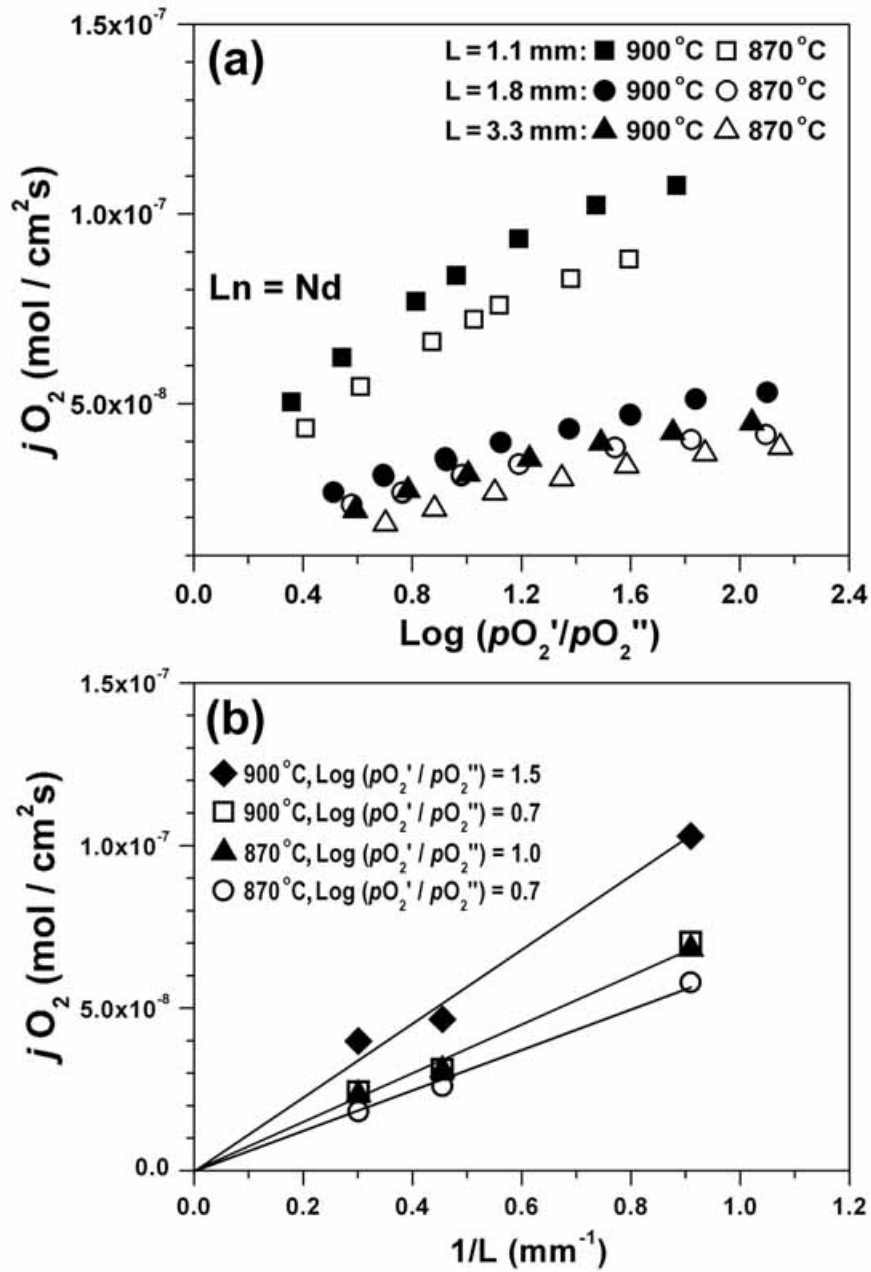 1.5x10-7
(a)
L = 1.1 mm: ■ 900 °C □ 870 °C
L = 1.8 mm: ● 900 °C ○ 870 °C
L = 3.3 mm: ▲ 900 °C △ 870 °C
1.0x10-7
Ln = Nd
5.0x10-8
j O2 (mol / cm2s)
0.0 0.4 0.8 1.2 1.6 2.0 2.4
Log (pO2'/pO2")
1.5x10-7
(b)
◆ 900 °C, Log (pO2' / pO2") = 1.5
□ 900 °C, Log (pO2' / pO2") = 0.7
▲ 870 °C, Log (pO2' / pO2") = 1.0
○ 870 °C, Log (pO2' / pO2") = 0.7
1.0x10-7
5.0x10-8
0.0
j O2 (mol / cm2s)
0.0 0.2 0.4 0.6 0.8 1.0 1.2
1/L (mm-1)